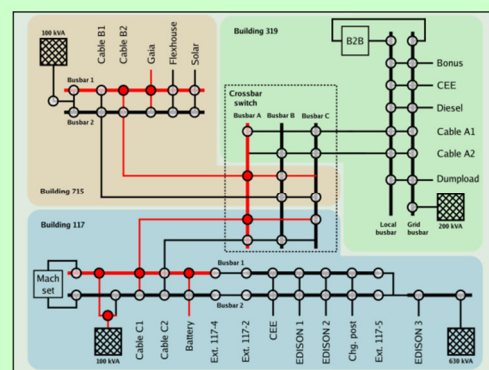 100 kVA
Cable B1
Cable B2
Gaia
Flexhouse
Solar
Busbar 1
Busbar 2
Building 715
Building 319
B2B
Bonus
CEE
Diesel
Cable A1
Cable A2
Dumpload
Local
busbar
Grid
busbar
200 kVA
Crossbar
switch
Busbar A
Busbar B
Busbar C
Building 117
Mach
set
Busbar 1
Busbar 2
100 kVA
Cable C1
Cable C2
Battery
Ext. 117-4
Ext. 117-2
CEE
EDISON 1
EDISON 2
Chg. post
Ext. 117-5
EDISON 3
630 kVA